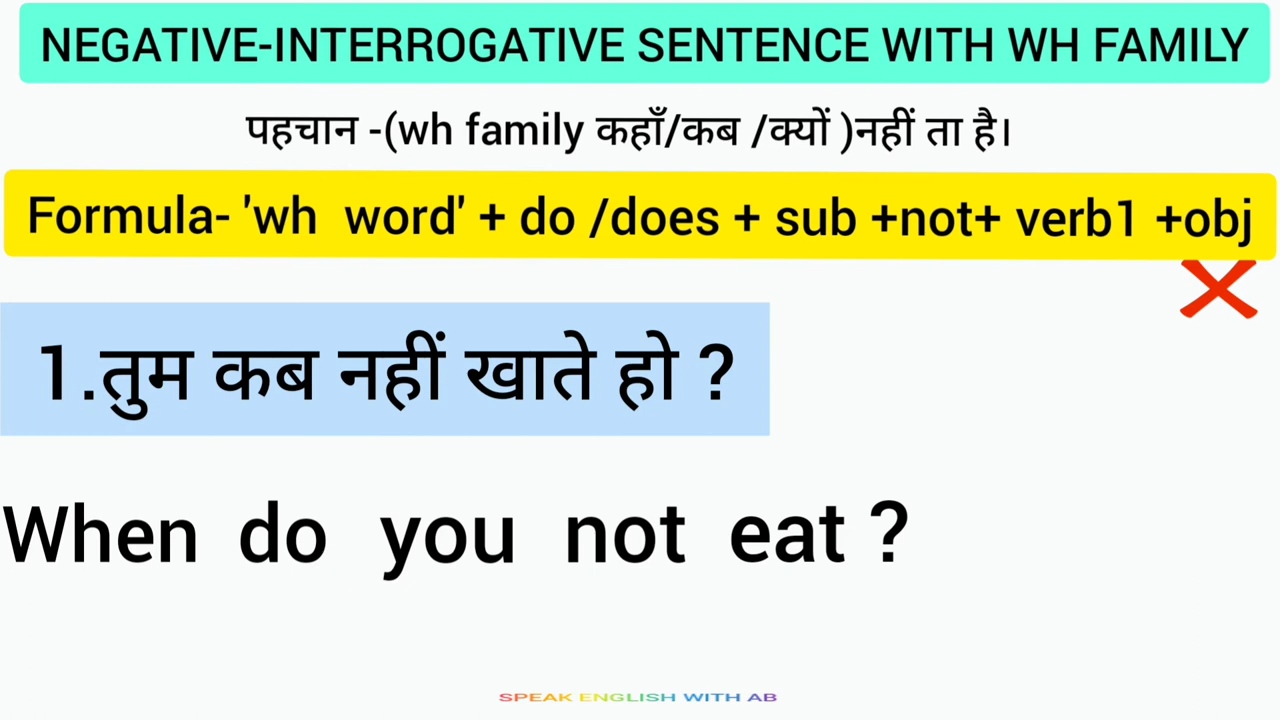 NEGATIVE-INTERROGATIVE SENTENCE WITH WH FAMILY
पहचान -(wh family कहाँ/कब /क्यों )नहीं ता है।
Formula- 'wh word' + do /does + sub +not+ verb1 +obj
1.तुम कब नहीं खाते हो ?
When do you not eat ?
SPEAK ENGLISH WITH AB